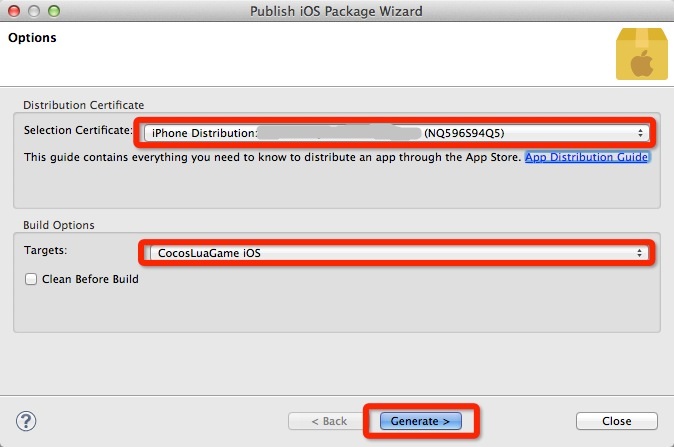 Publish iOS Package Wizard
Options
Distribution Certificate
Selection Certificate: iPhone Distribution: (NQ596S94Q5)
This guide contains everything you need to know to distribute an app through the App Store. App Distribution Guide
Build Options
Targets: CocosLuaGame iOS
Clean Before Build
? < Back Generate > Close